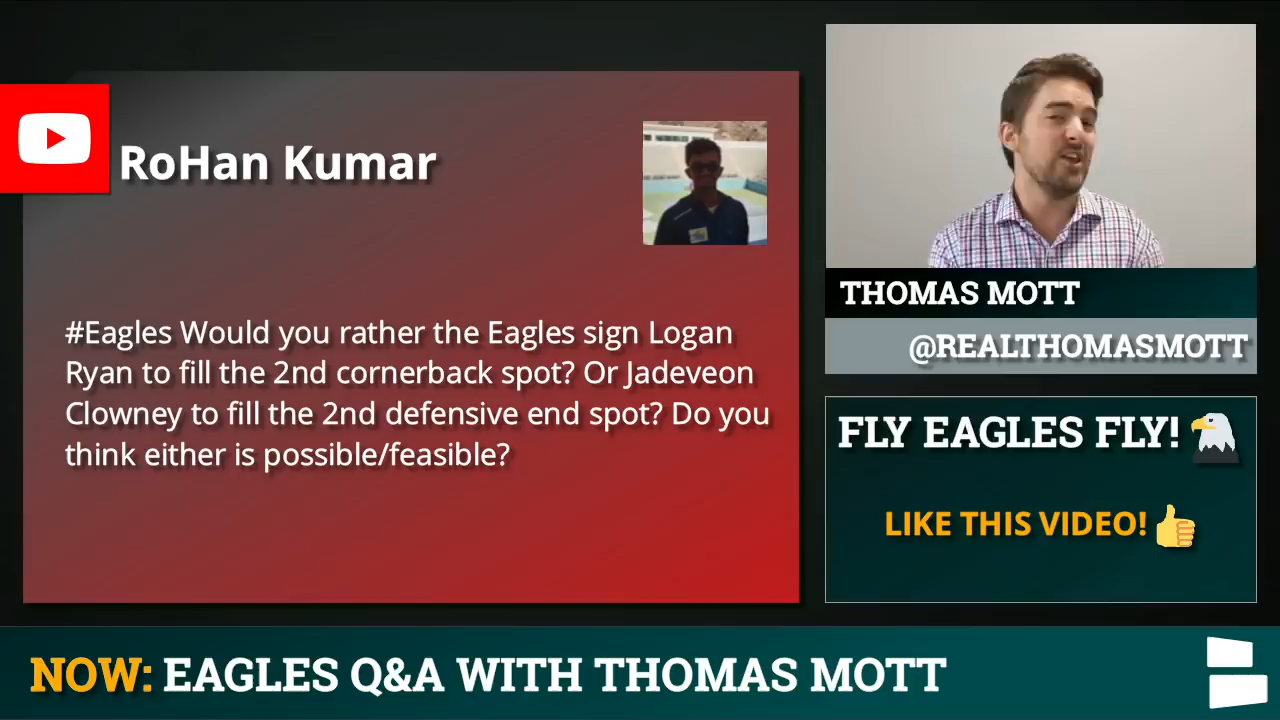 RoHan Kumar
#Eagles Would you rather the Eagles sign Logan
Ryan to fill the 2nd cornerback spot? Or Jadeveon
Clowney to fill the 2nd defensive end spot? Do you
think either is possible/feasible?
THOMAS MOTT
@REALTHOMASMOTT
FLY EAGLES FLY!
LIKE THIS VIDEO!
NOW: EAGLES Q&A WITH THOMAS MOTT